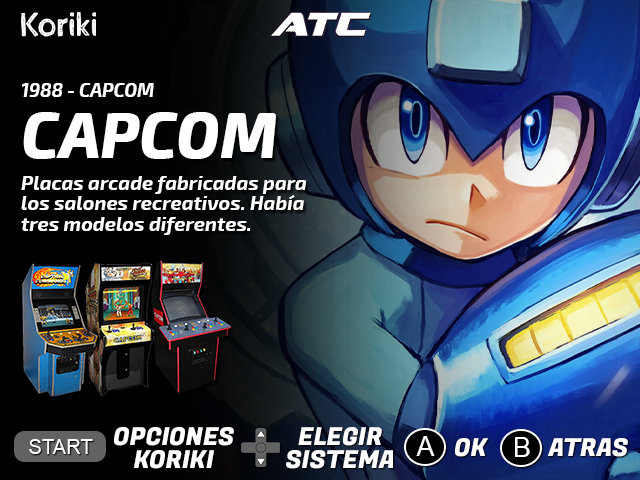 Koriki
ATC
1988 - CAPCOM
CAPCOM
Placas arcade fabricadas para
los salones recreativos. Había
tres modelos diferentes.
CAPCOM
START
OPCIONES
KORIKI
ELEGIR
SISTEMA
A
OK
B
ATRAS